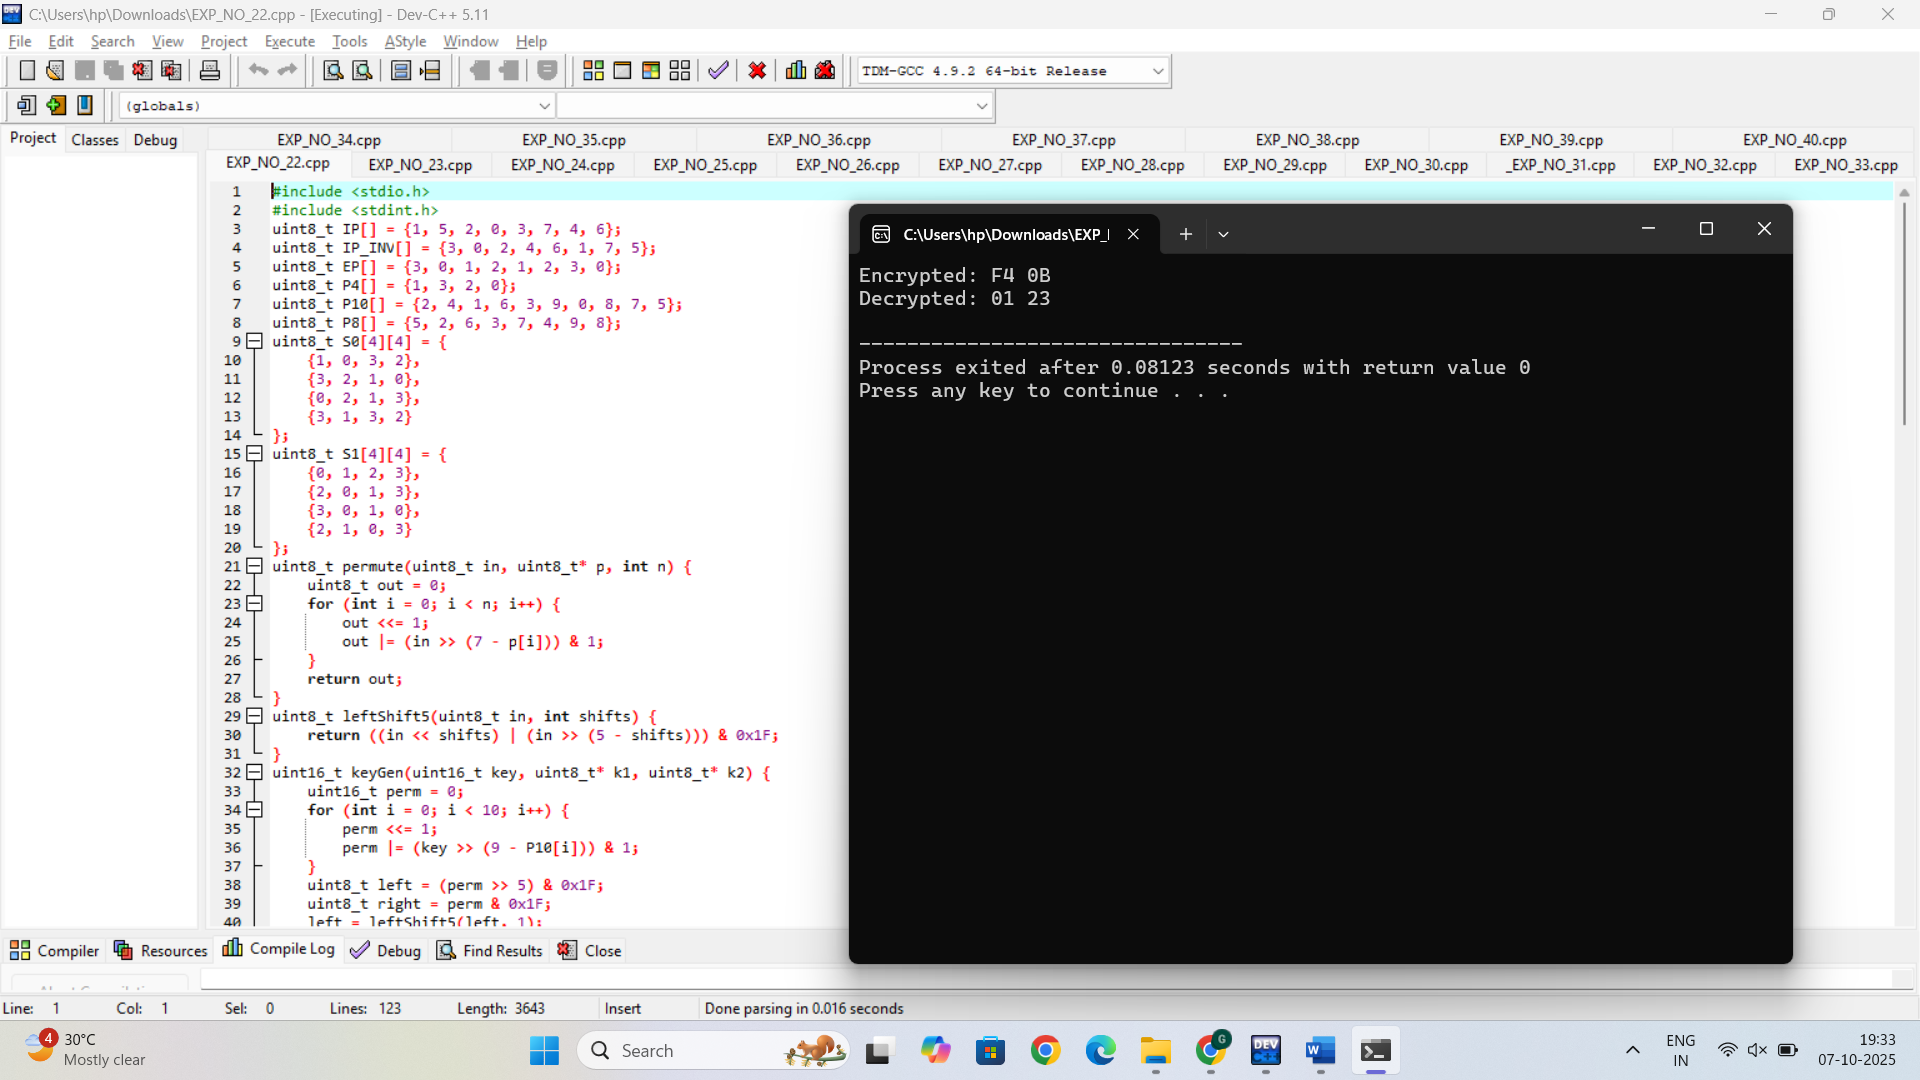 C:\Users\hp\Downloads\EXP_NO_22.cpp - [Executing] - Dev-C++ 5.11
File Edit Search View Project Execute Tools AStyle Window Help
TDM-GCC 4.9.2 64-bit Release
(globals)
Project Classes Debug
EXP_NO_34.cpp EXP_NO_35.cpp EXP_NO_36.cpp EXP_NO_37.cpp EXP_NO_38.cpp EXP_NO_39.cpp EXP_NO_40.cpp
EXP_NO_22.cpp EXP_NO_23.cpp EXP_NO_24.cpp EXP_NO_25.cpp EXP_NO_26.cpp EXP_NO_27.cpp EXP_NO_28.cpp EXP_NO_29.cpp EXP_NO_30.cpp _EXP_NO_31.cpp EXP_NO_32.cpp EXP_NO_33.cpp
1 #include <stdio.h>
2 #include <stdint.h>
3 uint8_t IP[] = {1, 5, 2, 0, 3, 7, 4, 6};
4 uint8_t IP_INV[] = {3, 0, 2, 4, 6, 1, 7, 5};
5 uint8_t EP[] = {3, 0, 1, 2, 1, 2, 3, 0};
6 uint8_t P4[] = {1, 3, 2, 0};
7 uint8_t P10[] = {2, 4, 1, 6, 3, 9, 0, 8, 7, 5};
8 uint8_t P8[] = {5, 2, 6, 3, 7, 4, 9, 8};
9 uint8_t S0[4][4] = {
10 {1, 0, 3, 2},
11 {3, 2, 1, 0},
12 {0, 2, 1, 3},
13 {3, 1, 3, 2}
14 };
15 uint8_t S1[4][4] = {
16 {0, 1, 2, 3},
17 {2, 0, 1, 3},
18 {3, 0, 1, 0},
19 {2, 1, 0, 3}
20 };
21 uint8_t permute(uint8_t in, uint8_t* p, int n) {
22 uint8_t out = 0;
23 for (int i = 0; i < n; i++) {
24 out <<= 1;
25 out |= (in >> (7 - p[i])) & 1;
26 }
27 return out;
28 }
29 uint8_t leftShift5(uint8_t in, int shifts) {
30 return ((in << shifts) | (in >> (5 - shifts))) & 0x1F;
31 }
32 uint16_t keyGen(uint16_t key, uint8_t* k1, uint8_t* k2) {
33 uint16_t perm = 0;
34 for (int i = 0; i < 10; i++) {
35 perm <<= 1;
36 perm |= (key >> (9 - P10[i])) & 1;
37 }
38 uint8_t left = (perm >> 5) & 0x1F;
39 uint8_t right = perm & 0x1F;
40 left = leftShift5(left, 1);
C:\Users\hp\Downloads\EXP_
Encrypted: F4 0B
Decrypted: 01 23
--------------------------------
Process exited after 0.08123 seconds with return value 0
Press any key to continue . . .
Compiler Resources Compile Log Debug Find Results Close
Line: 1 Col: 1 Sel: 0 Lines: 123 Length: 3643 Insert Done parsing in 0.016 seconds
4
30°C
Mostly clear
Search
G
DEV
W
ENG
IN
19:33
07-10-2025